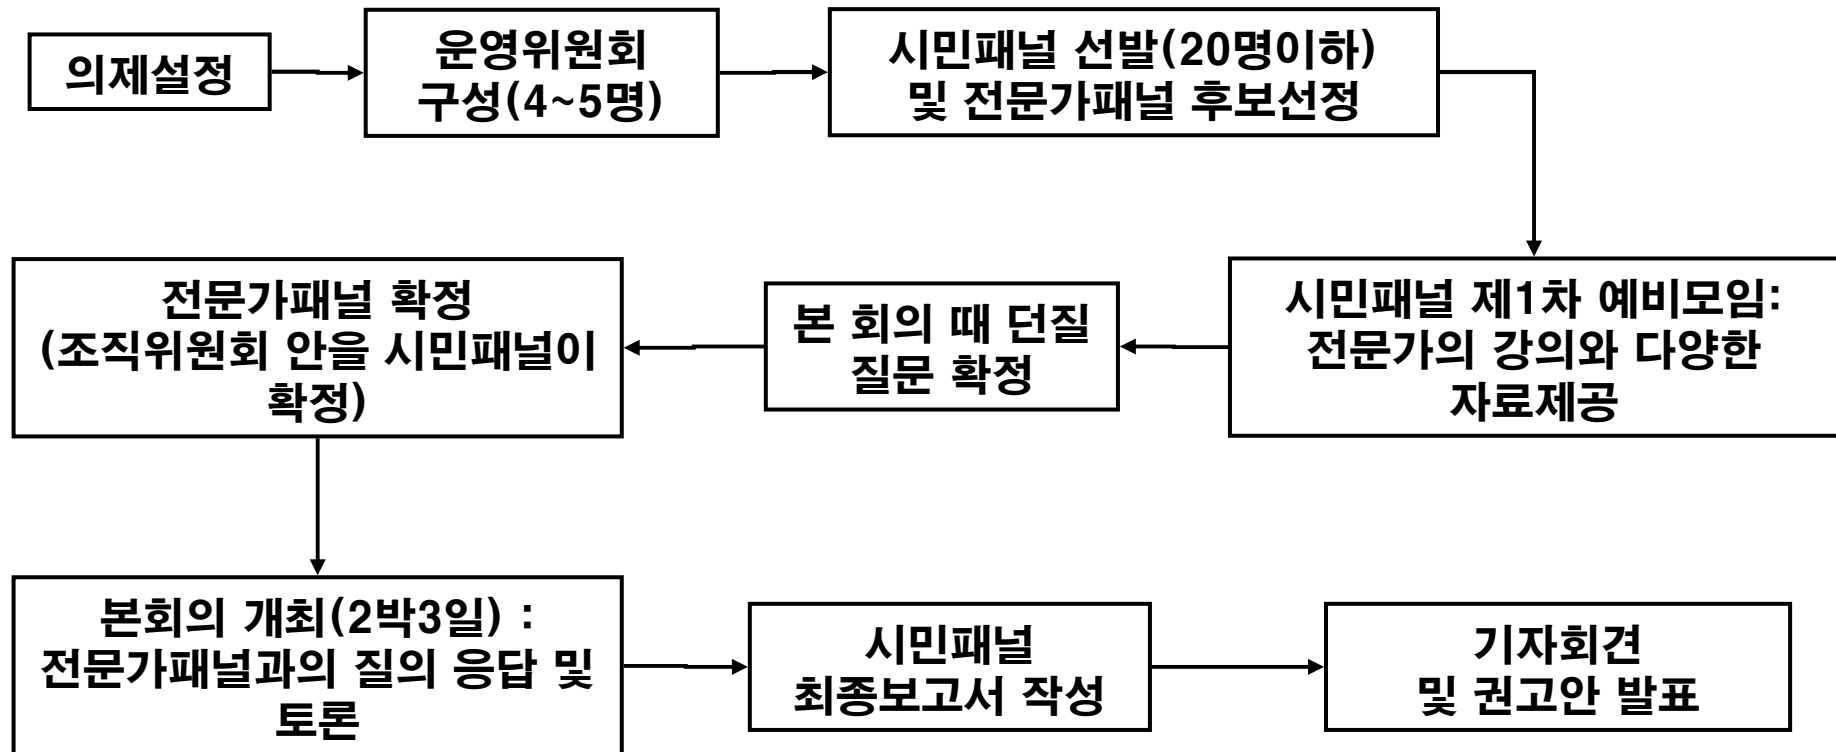 의제설정
운영위원회
구성(4~5명)
시민패널 선발(20명이하)
및 전문가패널 후보선정
시민패널 제1차 예비모임:
전문가의 강의와 다양한
자료제공
본 회의 때 던질
질문 확정
전문가패널 확정
(조직위원회 안을 시민패널이
확정)
본회의 개최(2박3일) :
전문가패널과의 질의 응답 및
토론
시민패널
최종보고서 작성
기자회견
및 권고안 발표